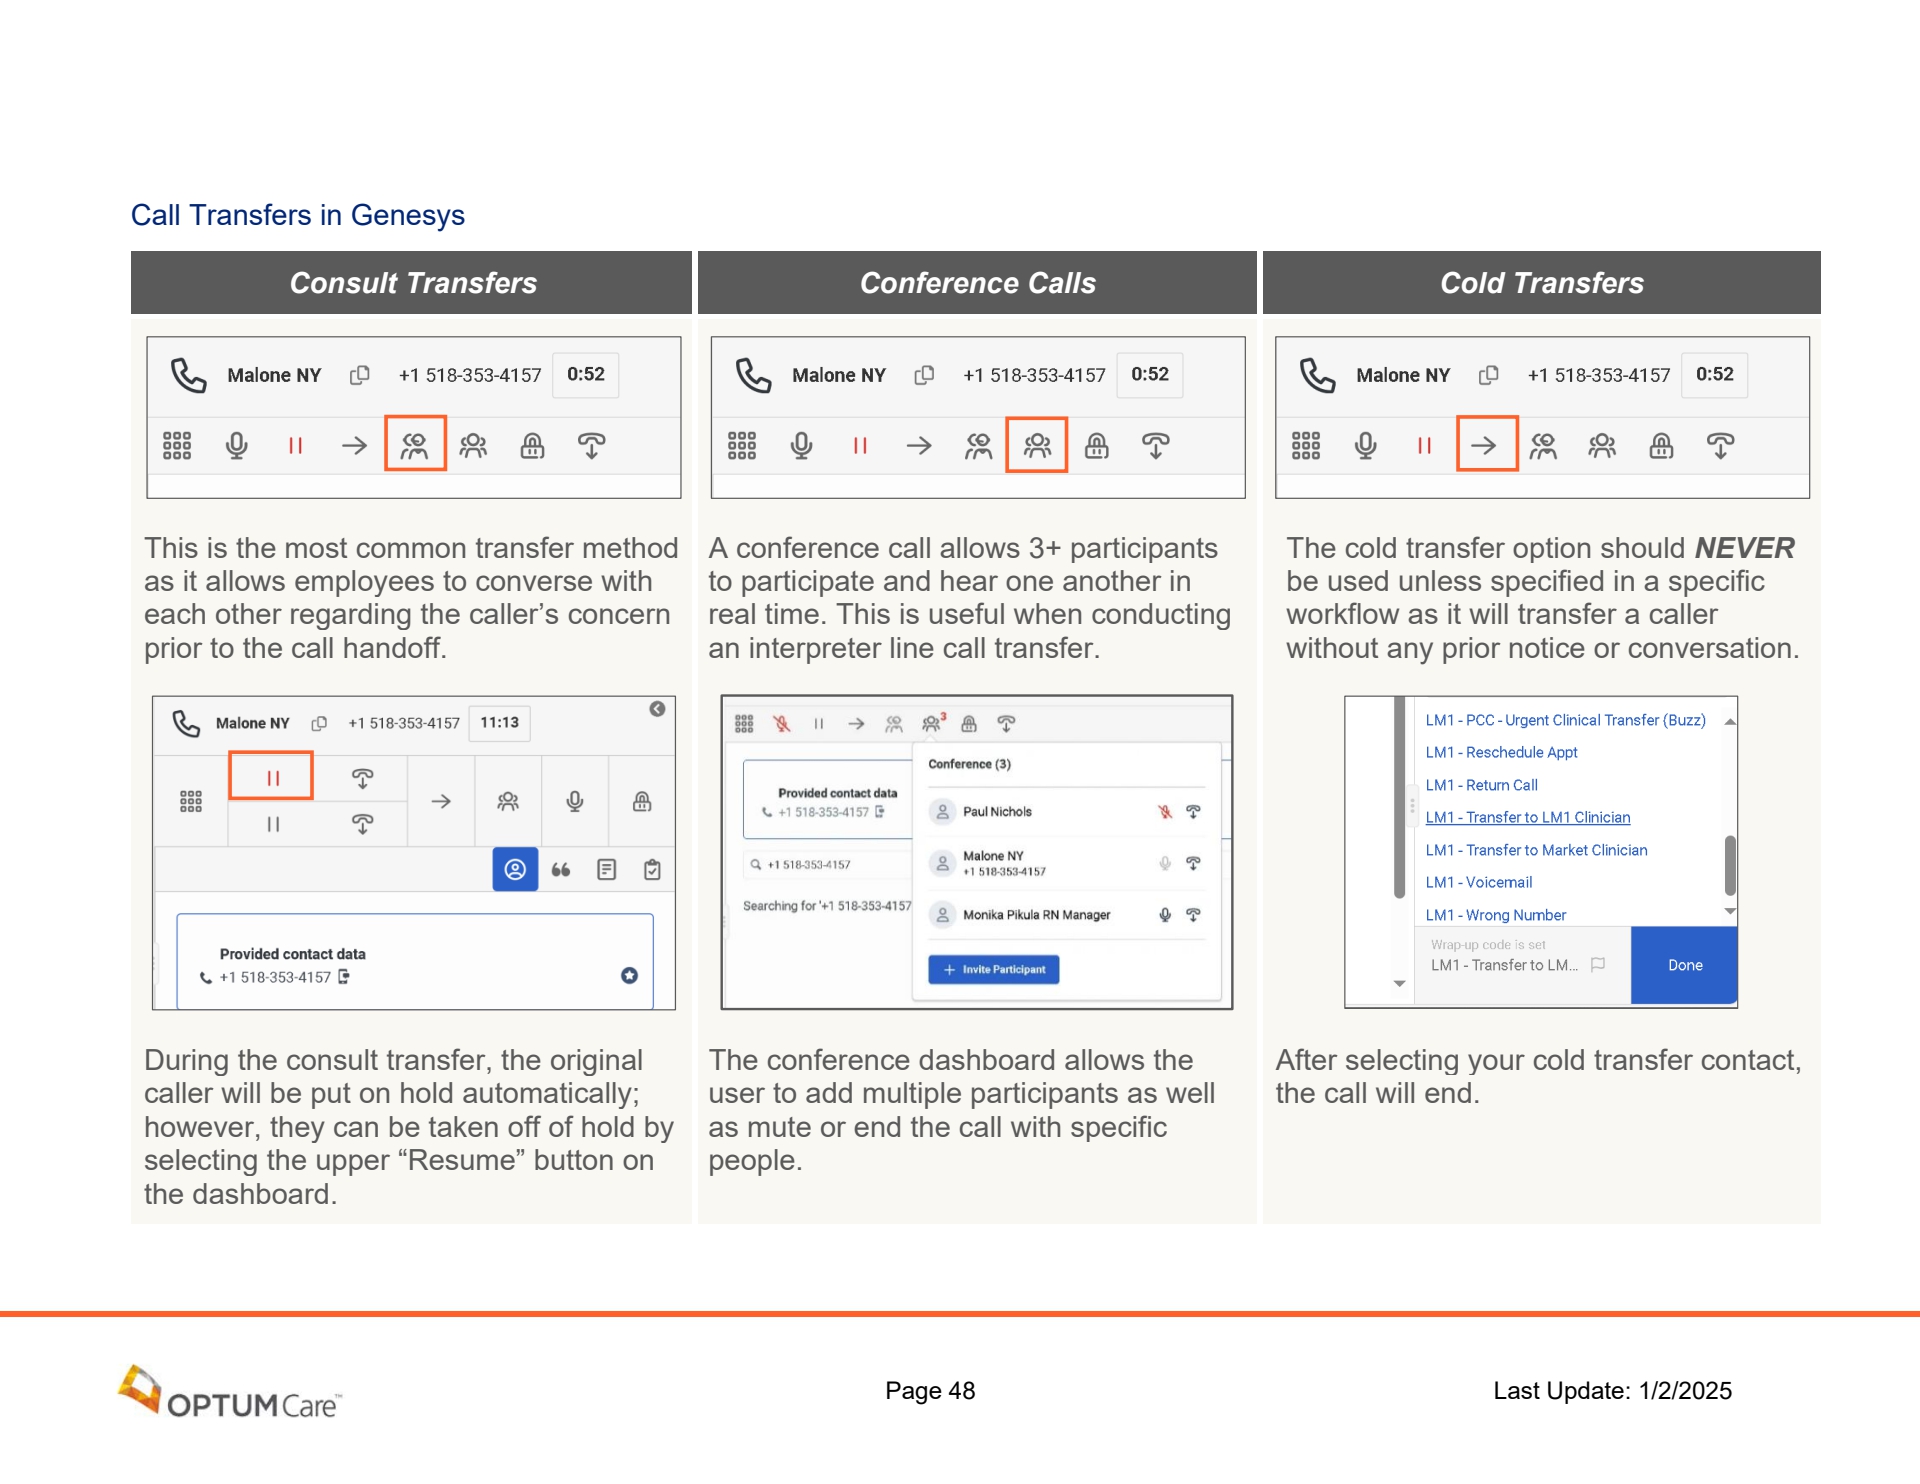 Call Transfers in Genesys
Consult Transfers
Malone NY +1 518-353-4157 0:52
This is the most common transfer method
as it allows employees to converse with
each other regarding the caller’s concern
prior to the call handoff.
Malone NY +1 518-353-4157 11:13
Provided contact data
+1 518-353-4157
During the consult transfer, the original
caller will be put on hold automatically;
however, they can be taken off of hold by
selecting the upper “Resume” button on
the dashboard.
Conference Calls
Malone NY +1 518-353-4157 0:52
A conference call allows 3+ participants
to participate and hear one another in
real time. This is useful when conducting
an interpreter line call transfer.
3
Provided contact data
+1 518-353-4157
+1 518-353-4157
Searching for '+1 518-353-4157
Conference (3)
Paul Nichols
Malone NY
+1 518-353-4157
Monika Pikula RN Manager
+ Invite Participant
The conference dashboard allows the
user to add multiple participants as well
as mute or end the call with specific
people.
Cold Transfers
Malone NY +1 518-353-4157 0:52
The cold transfer option should NEVER
be used unless specified in a specific
workflow as it will transfer a caller
without any prior notice or conversation.
LM1 - PCC - Urgent Clinical Transfer (Buzz)
LM1 - Reschedule Appt
LM1 - Return Call
LM1 - Transfer to LM1 Clinician
LM1 - Transfer to Market Clinician
LM1 - Voicemail
LM1 - Wrong Number
Wrap-up code is set
LM1 - Transfer to LM...
Done
After selecting your cold transfer contact,
the call will end.
OPTUMCare™
Page 48
Last Update: 1/2/2025